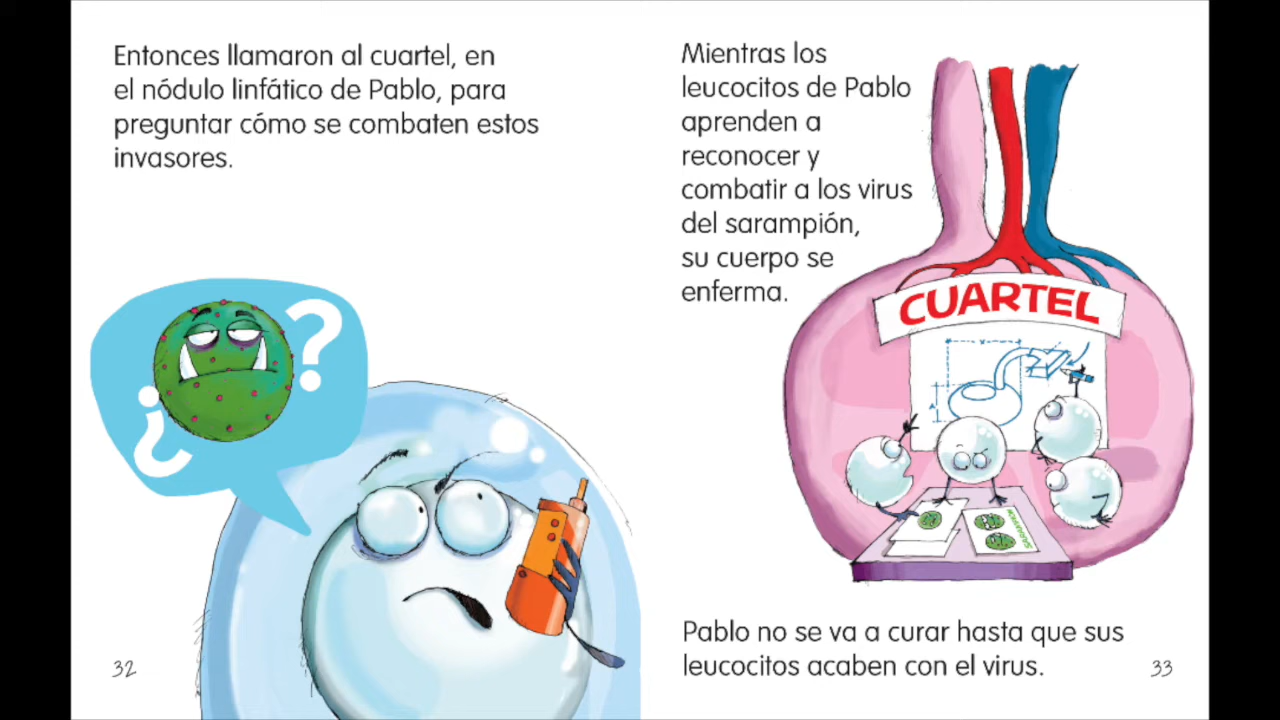 Entonces llamaron al cuartel, en
el nódulo linfático de Pablo, para
preguntar cómo se combaten estos
invasores.
¿?
32
Mientras los
leucocitos de Pablo
aprenden a
reconocer y
combatir a los virus
del sarampión,
su cuerpo se
enferma.
CUARTEL
SARAMPIÓN
Pablo no se va a curar hasta que sus
leucocitos acaben con el virus.
33